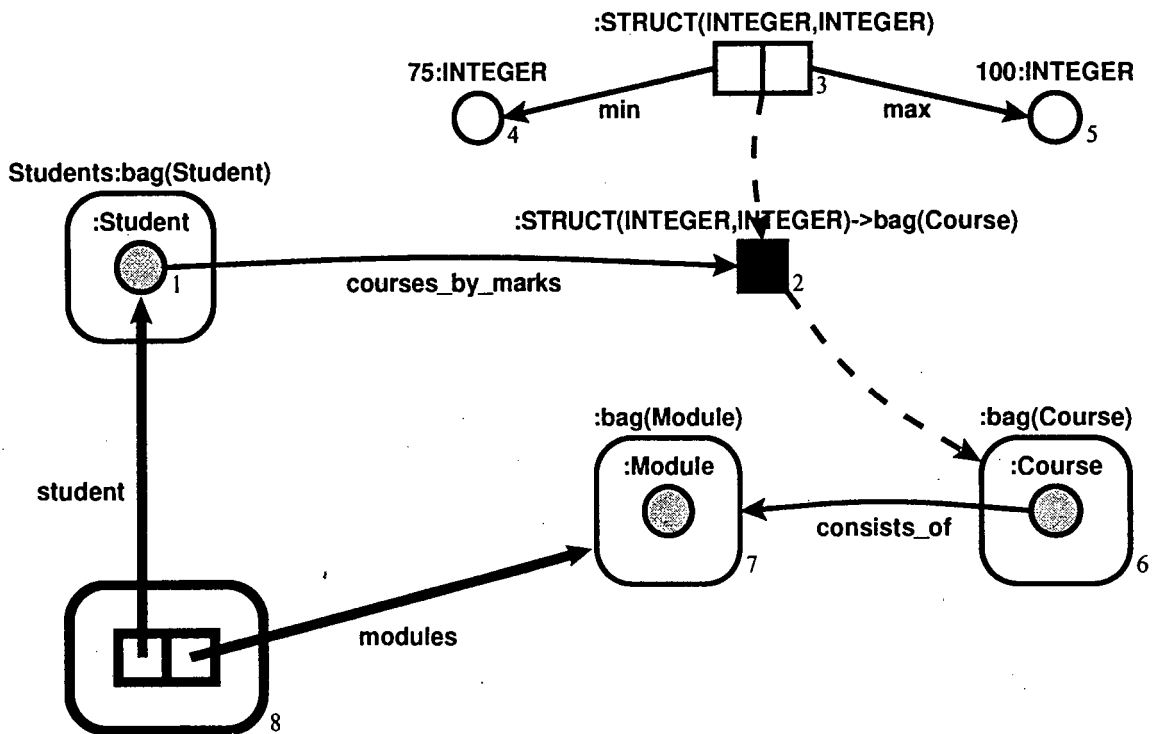 :STRUCT(INTEGER,INTEGER)
75:INTEGER
100:INTEGER
3
min
max
4
5
Students:bag(Student)
:Student
:STRUCT(INTEGER,INTEGER)->bag(Course)
1
courses_by_marks
2
:bag(Module)
:bag(Course)
:Module
:Course
student
consists_of
7
6
modules
8